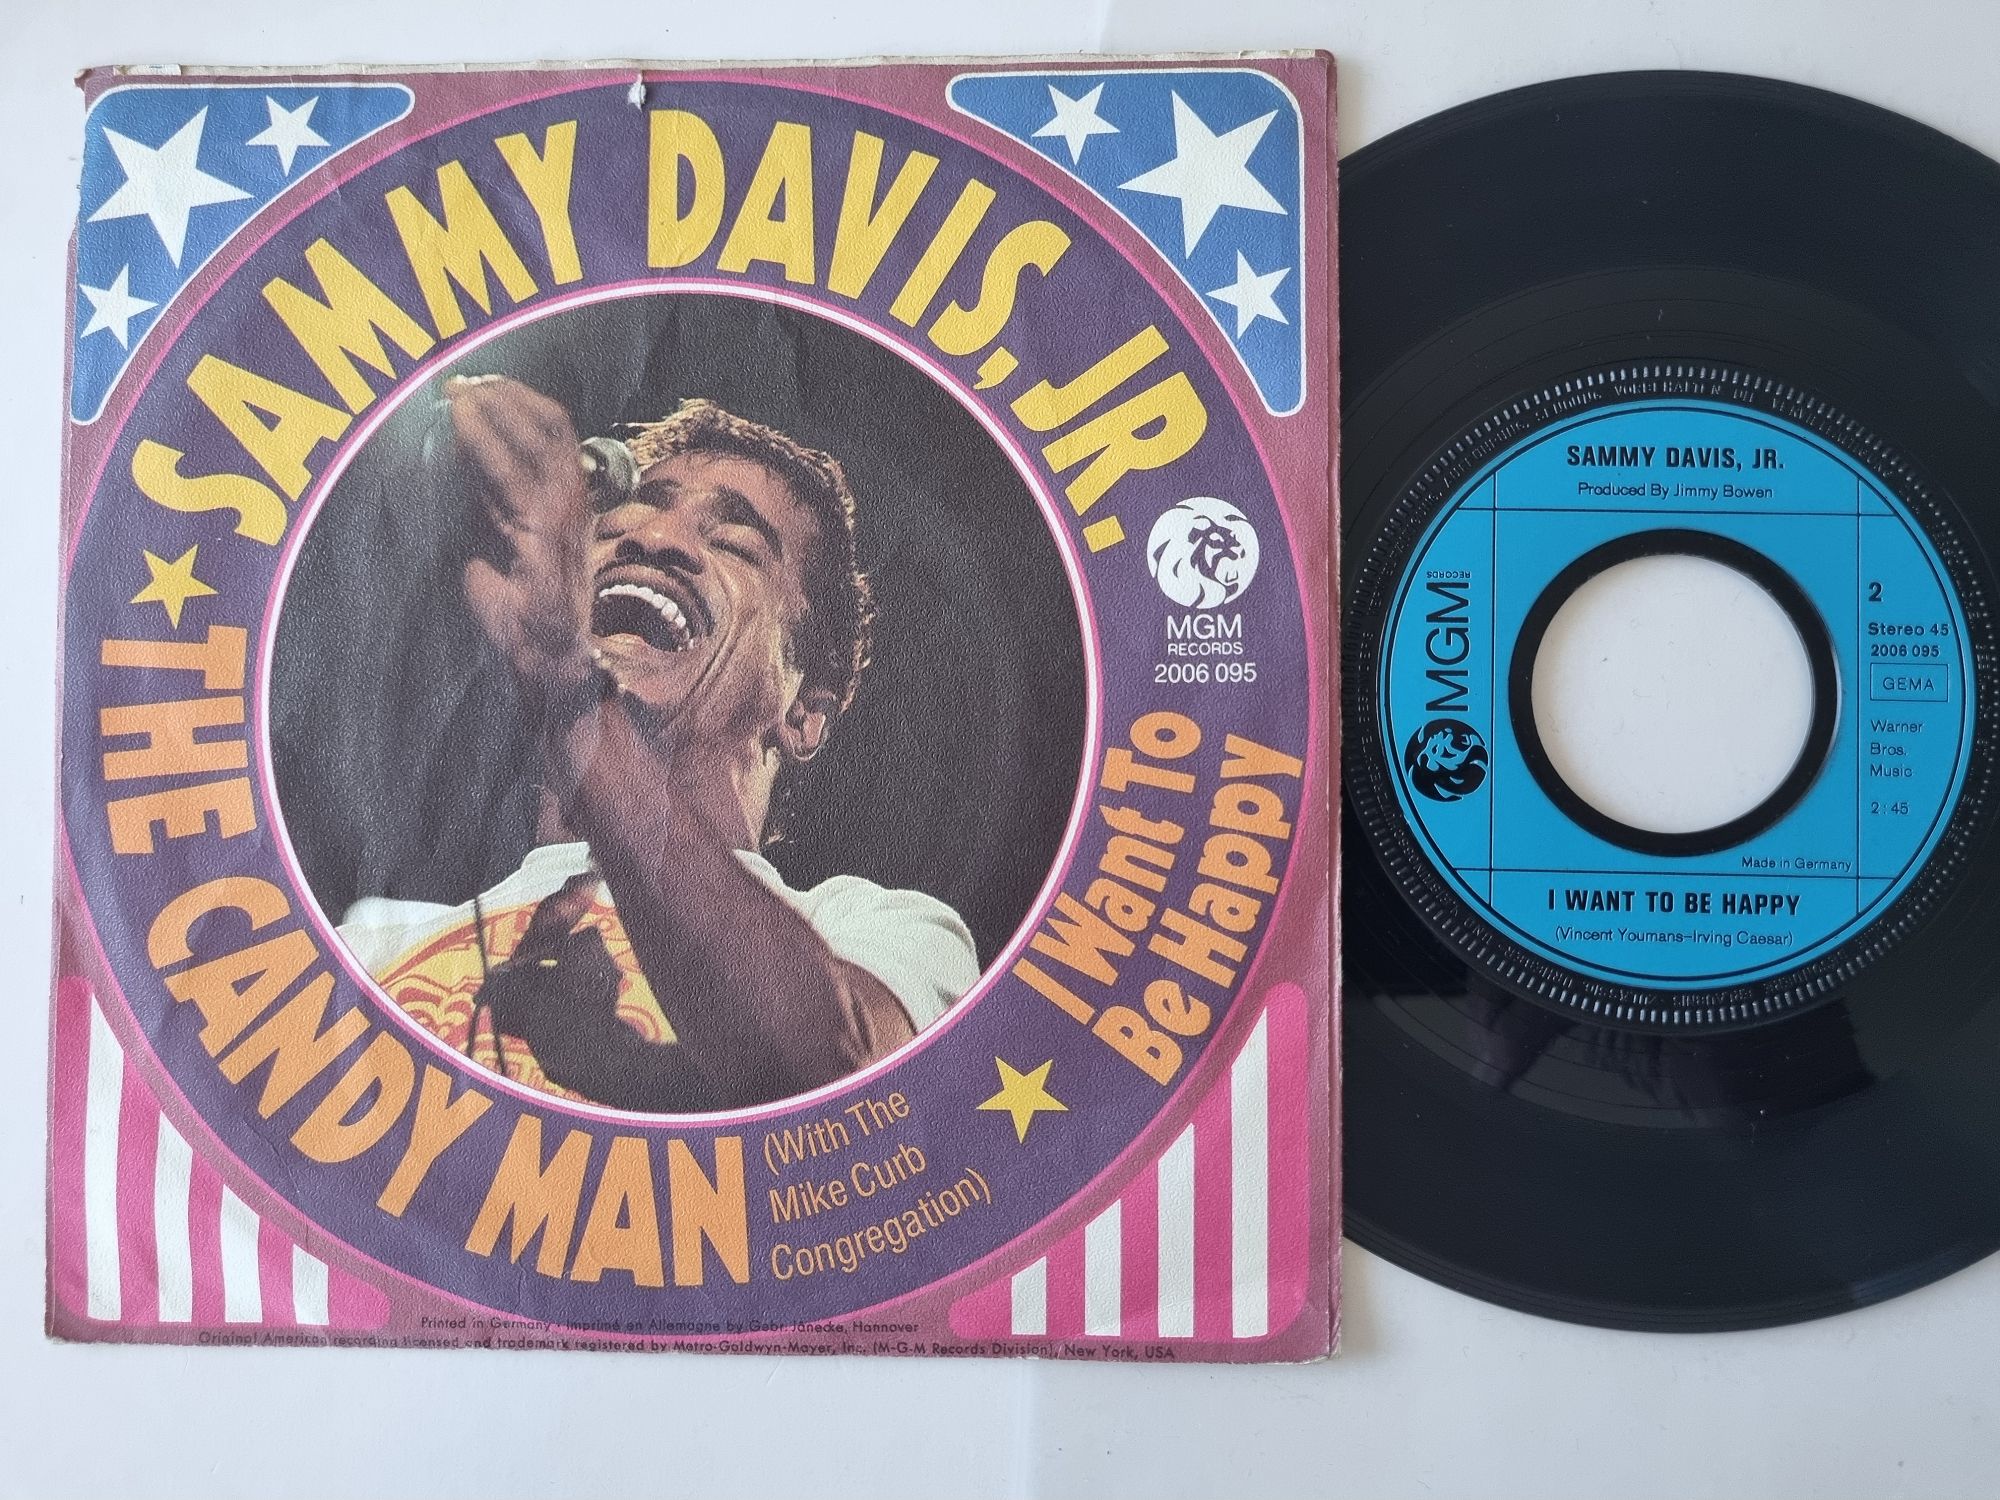 SAMMY DAVIS, JR.
THE CANDY MAN
(With The
Mike Curb
Congregation)
I Want To
Be Happy
MGM
RECORDS
2006 095
Printed in Germany · Imprimé en Allemagne by Gebr. Jänecke, Hannover
Original American recording licensed and trademark registered by Metro-Goldwyn-Mayer, Inc. (M-G-M Records Division), New York, USA
SAMMY DAVIS, JR.
Produced By Jimmy Bowen
MGM
RECORDS
2
Stereo 45
2006 095
GEMA
Warner
Bros.
Music
2:45
Made in Germany
I WANT TO BE HAPPY
(Vincent Youmans-Irving Caesar)